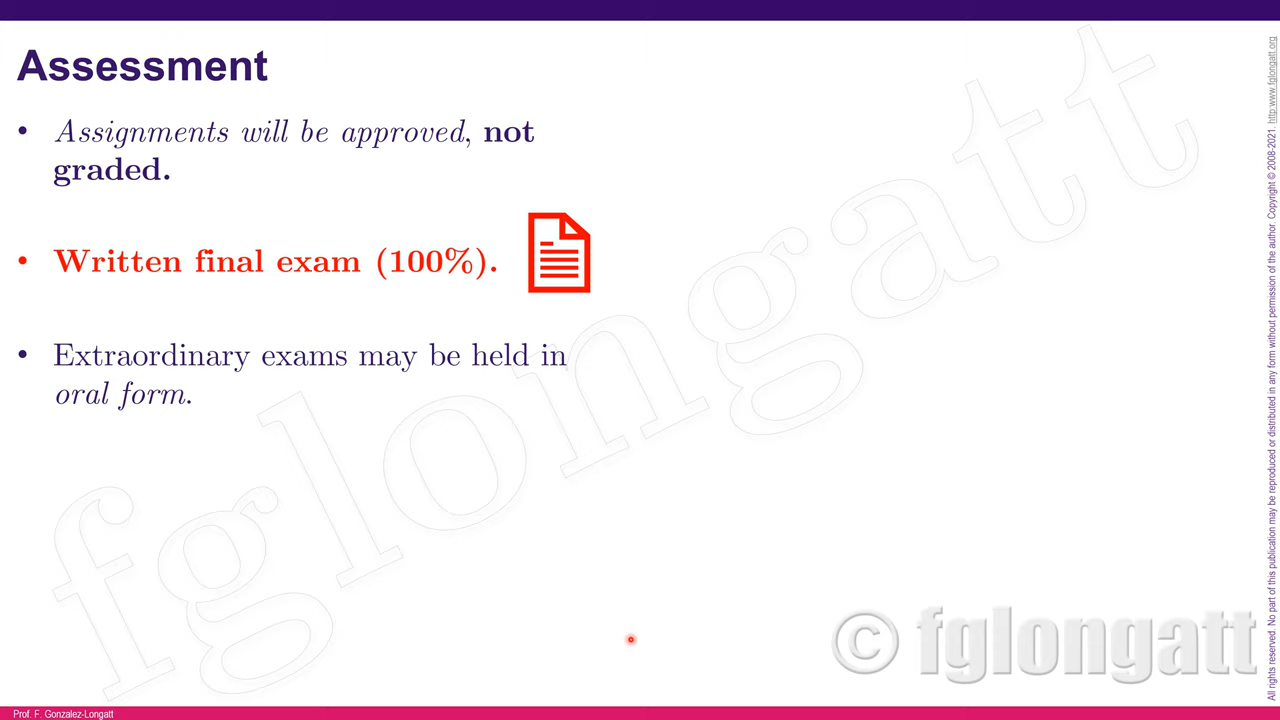 Assessment
• Assignments will be approved, not
graded.
• Written final exam (100%).
• Extraordinary exams may be held in
oral form.
fglongatt
© fglongatt
All rights reserved. No part of this publication may be reproduced or distributed in any form without permission of the author. Copyright © 2008-2021. http:www.fglongatt.org
Prof. F. Gonzalez-Longatt